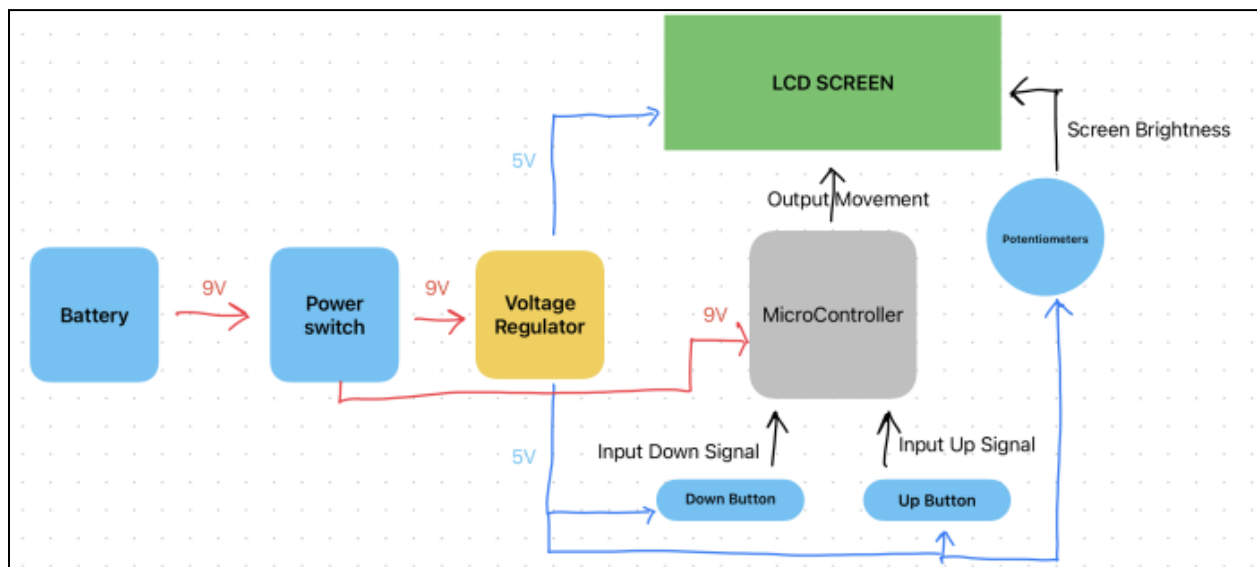 LCD SCREEN
Screen Brightness
5V
Output Movement
Potentiometers
Battery
9V
Power
switch
9V
Voltage
Regulator
9V
MicroController
5V
Input Down Signal
Input Up Signal
Down Button
Up Button